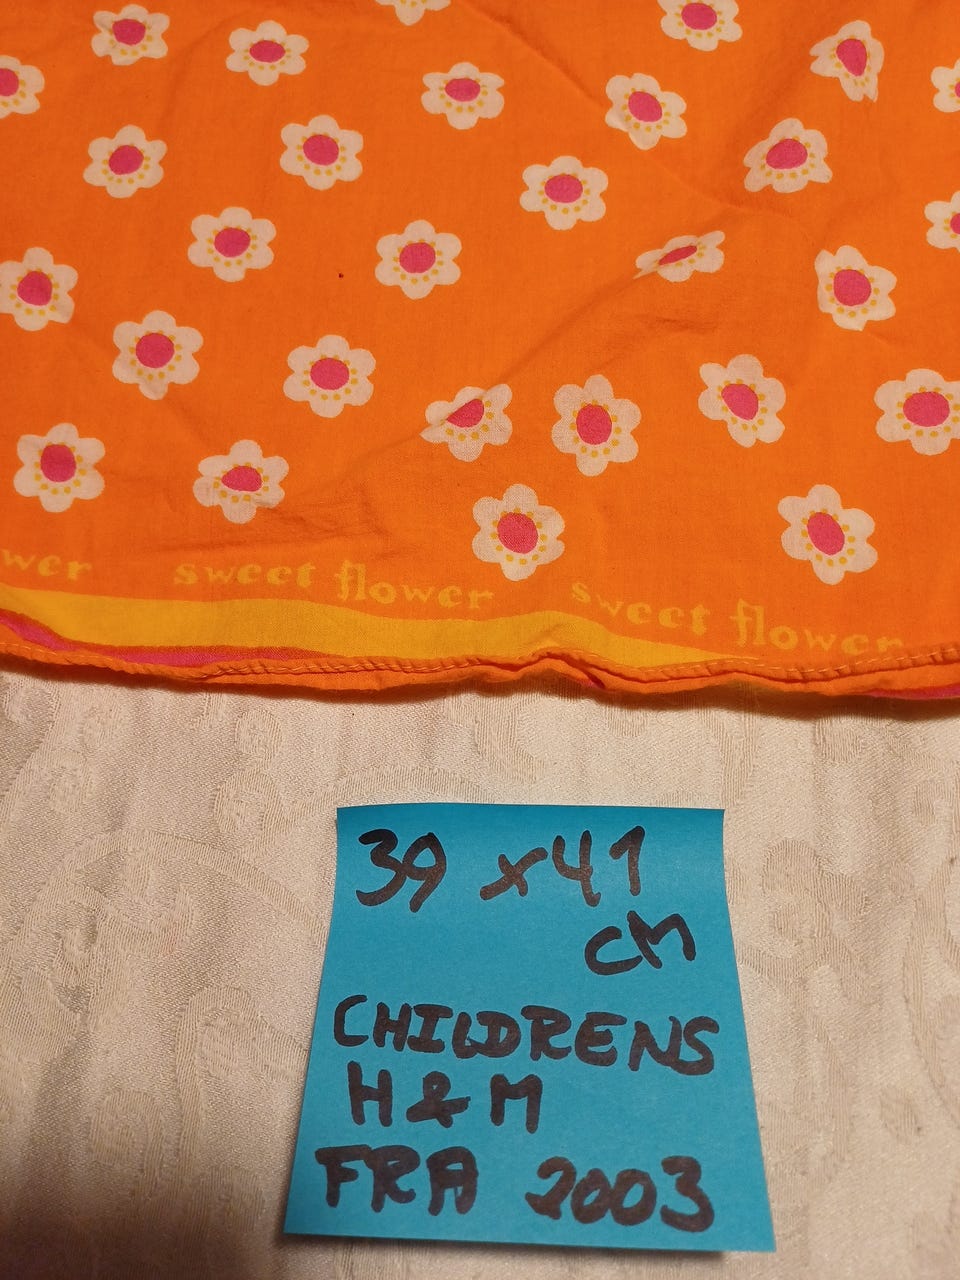 wer sweet flower sweet flower
39 x 41
CM
CHILDRENS
H & M
FRA 2003